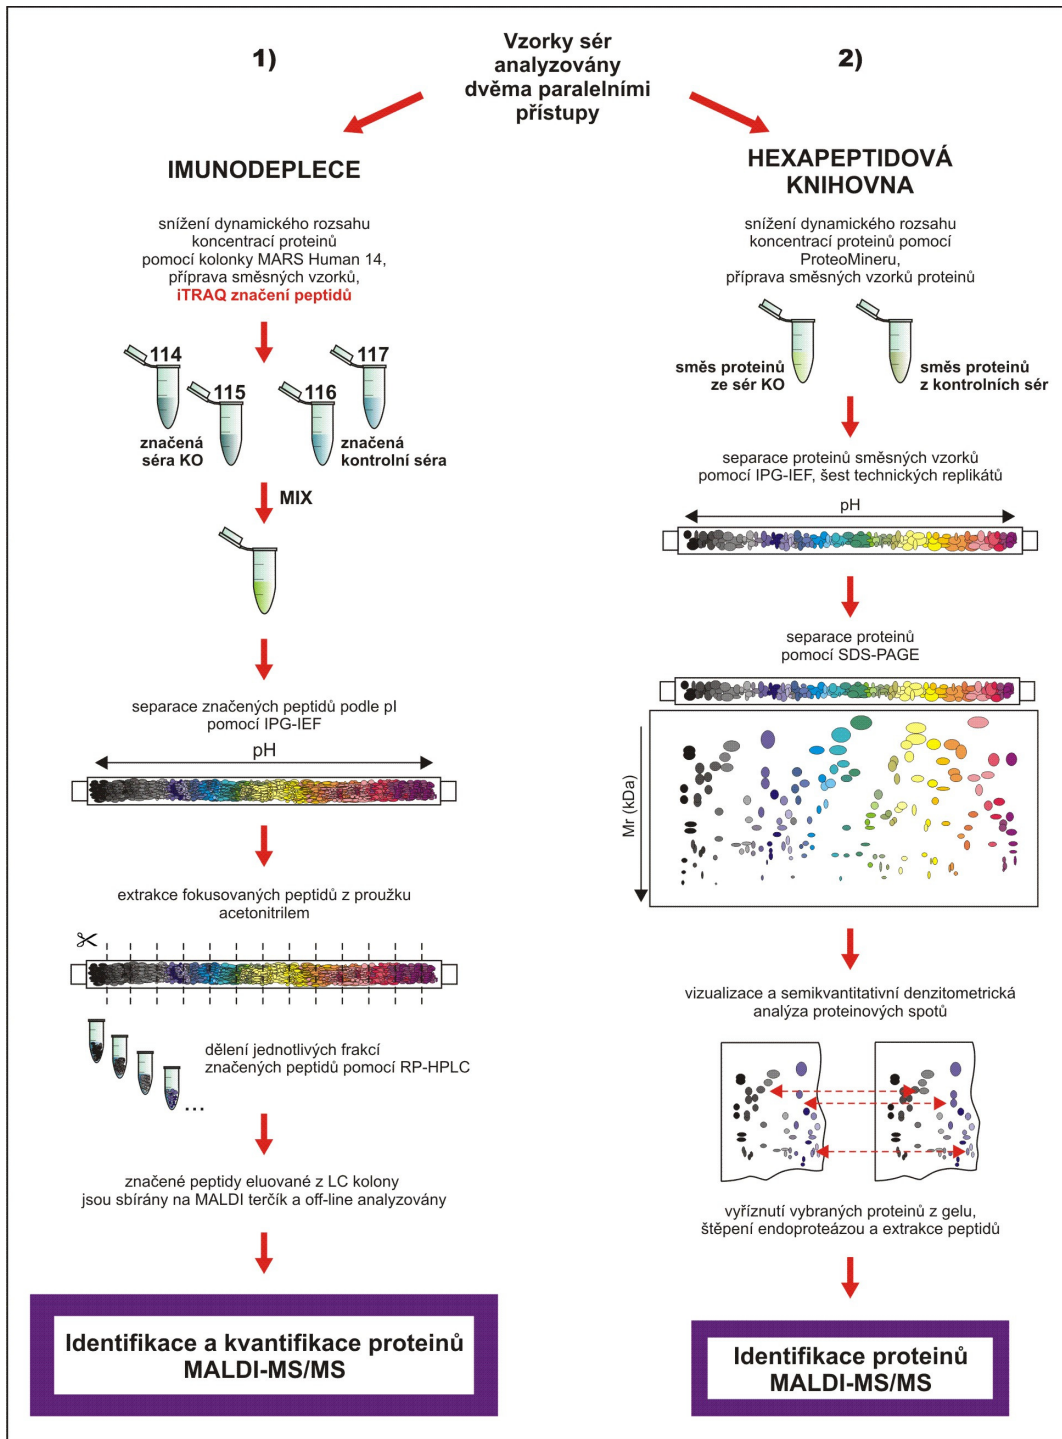 Vzorky sér
analyzovány
dvěma paralelními
přístupy
1)
IMUNODEPLECE
snížení dynamického rozsahu
koncentrací proteinů
pomocí kolonky MARS Human 14,
příprava směsných vzorků,
iTRAQ značení peptidů
114
115
116
117
značená
séra KO
značená
kontrolní séra
MIX
separace značených peptidů podle pI
pomocí IPG-IEF
pH
extrakce fokusovaných peptidů z proužku
acetonitrilem
dělení jednotlivých frakcí
značených peptidů pomocí RP-HPLC
...
značené peptidy eluované z LC kolony
jsou sbírány na MALDI terčík a off-line analyzovány
Identifikace a kvantifikace proteinů
MALDI-MS/MS
2)
HEXAPEPTIDOVÁ
KNIHOVNA
snížení dynamického rozsahu
koncentrací proteinů pomocí
ProteoMineru,
příprava směsných vzorků proteinů
směs proteinů
ze sér KO
směs proteinů
z kontrolních sér
separace proteinů směsných vzorků
pomocí IPG-IEF, šest technických replikátů
pH
separace proteinů
pomocí SDS-PAGE
Mr (kDa)
vizualizace a semikvantitativní denzitometrická
analýza proteinových spotů
vyříznutí vybraných proteinů z gelu,
štěpení endoproteázou a extrakce peptidů
Identifikace proteinů
MALDI-MS/MS